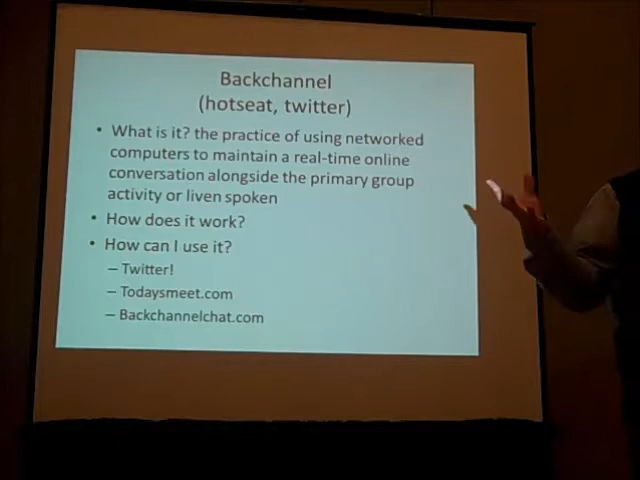 Backchannel
(hotseat, twitter)
• What is it? the practice of using networked
computers to maintain a real-time online
conversation alongside the primary group
activity or liven spoken
• How does it work?
• How can I use it?
– Twitter!
– Todaysmeet.com
– Backchannelchat.com